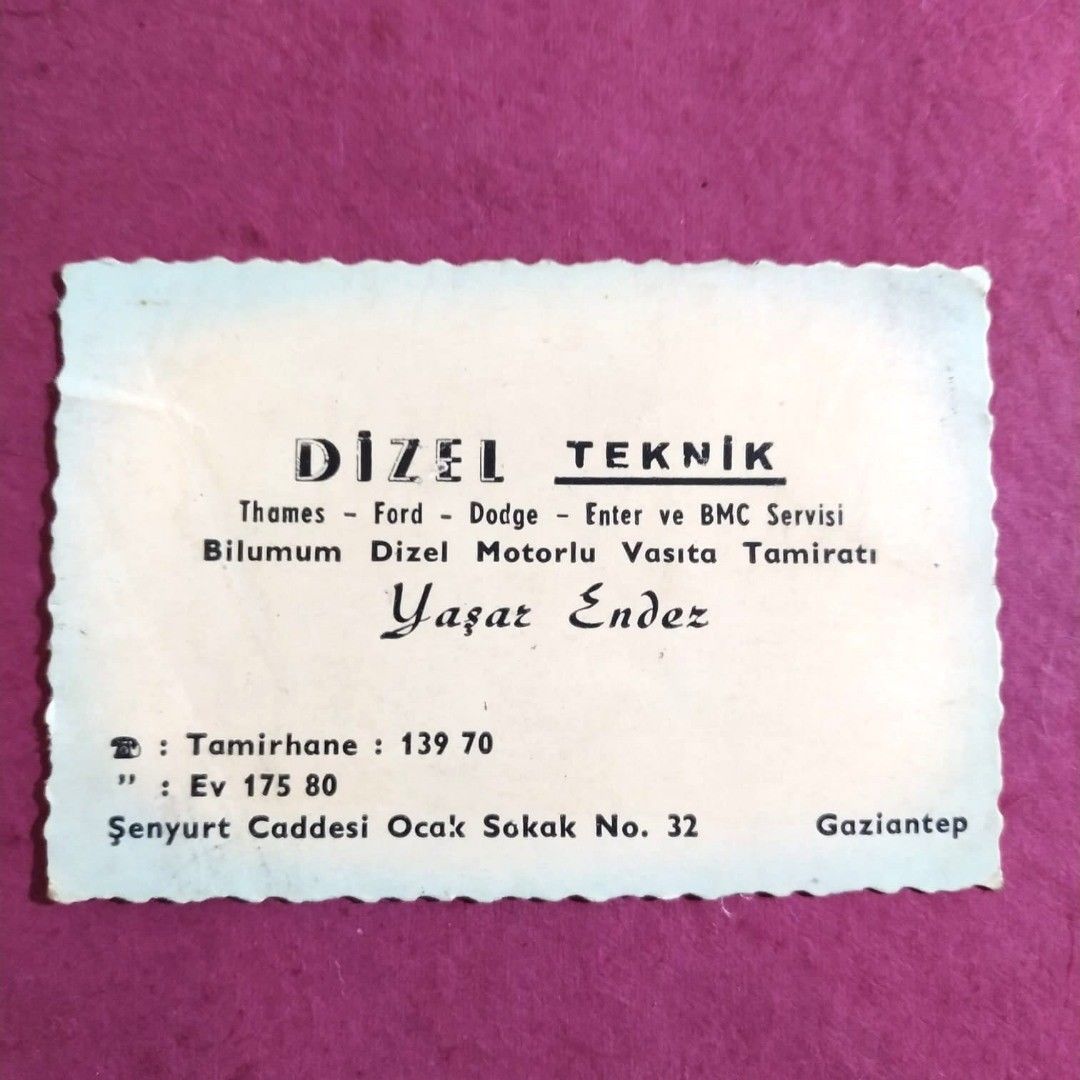 DİZEL TEKNİK
Thames - Ford - Dodge - Enter ve BMC Servisi
Bilumum Dizel Motorlu Vasıta Tamiratı
Yaşar Endez
☎ : Tamirhane : 139 70
” : Ev 175 80
Şenyurt Caddesi Ocak Sokak No. 32 Gaziantep